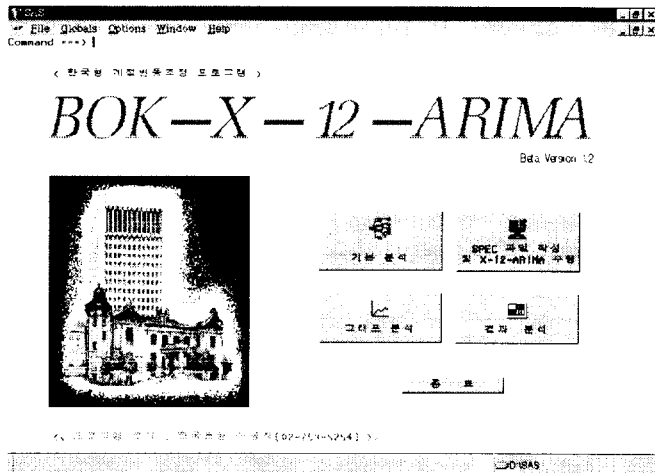 SAS
File Globals Options Window Help
Command ===>
< 한국형 계절변동조정 프로그램 >
BOK-X-12-ARIMA
Beta Version 1.2
기본 분석
SPEC 파일 작성
및 X-12-ARIMA 수행
그래프 분석
결과 분석
종 료
D:\SAS